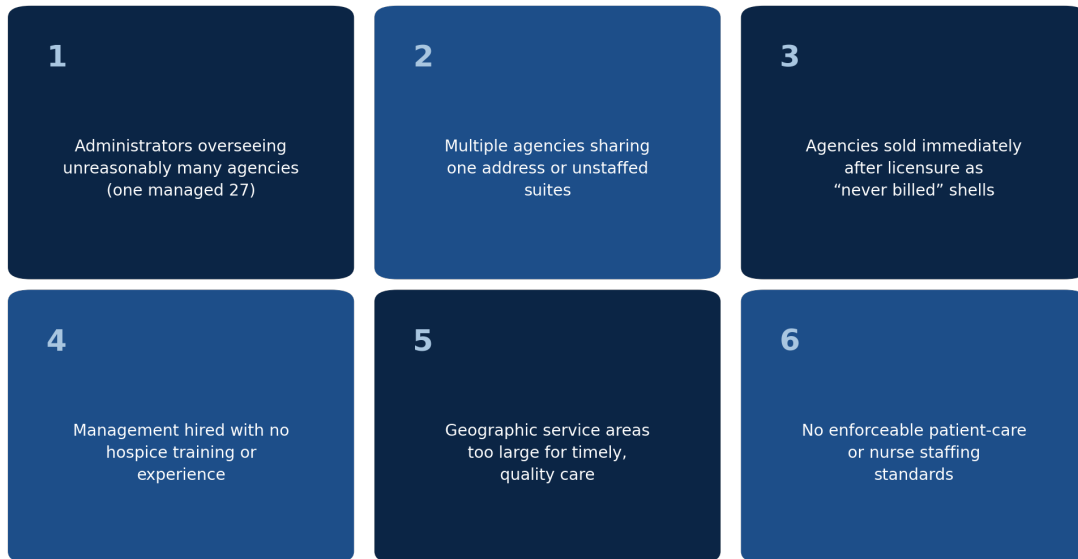 1
Administrators overseeing
unreasonably many agencies
(one managed 27)
2
Multiple agencies sharing
one address or unstaffed
suites
3
Agencies sold immediately
after licensure as
“never billed” shells
4
Management hired with no
hospice training or
experience
5
Geographic service areas
too large for timely,
quality care
6
No enforceable patient-care
or nurse staffing
standards